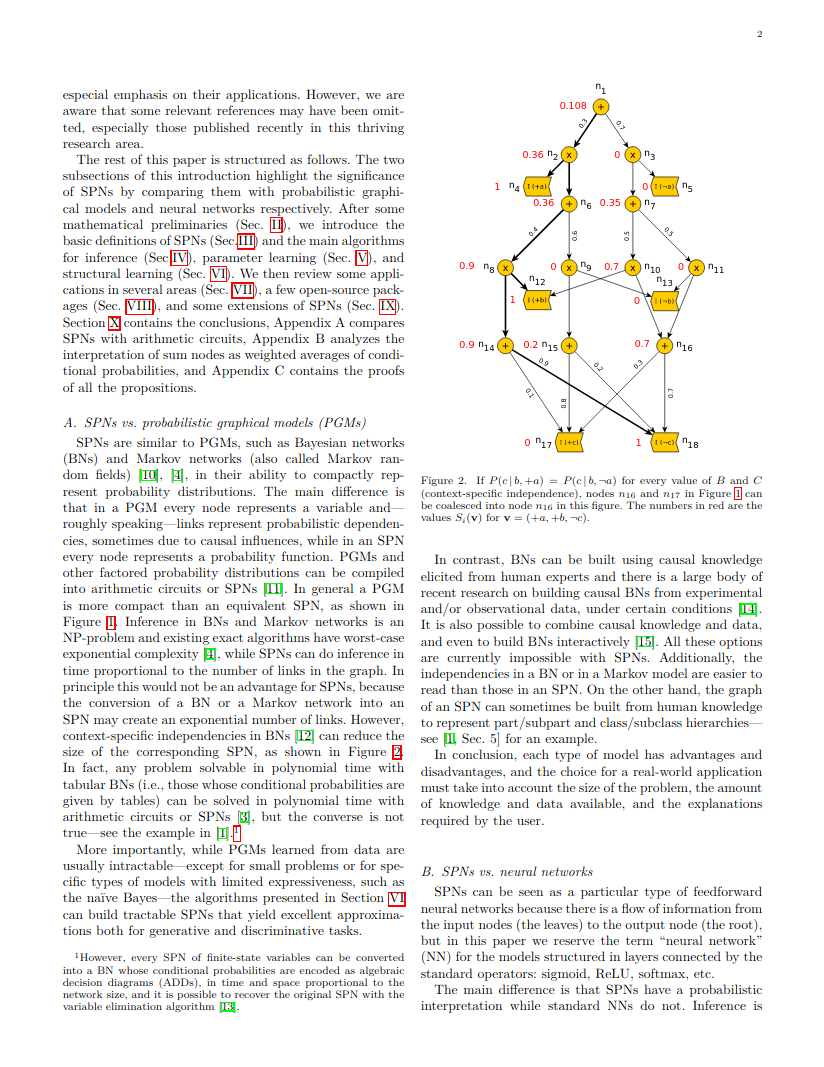 2
especial emphasis on their applications. However, we are
aware that some relevant references may have been omit-
ted, especially those published recently in this thriving
research area.
The rest of this paper is structured as follows. The two
subsections of this introduction highlight the significance
of SPNs by comparing them with probabilistic graphi-
cal models and neural networks respectively. After some
mathematical preliminaries (Sec. II), we introduce the
basic definitions of SPNs (Sec.III) and the main algorithms
for inference (Sec.IV), parameter learning (Sec. V), and
structural learning (Sec. VI). We then review some appli-
cations in several areas (Sec. VII), a few open-source pack-
ages (Sec. VIII), and some extensions of SPNs (Sec. IX).
Section X contains the conclusions, Appendix A compares
SPNs with arithmetic circuits, Appendix B analyzes the
interpretation of sum nodes as weighted averages of condi-
tional probabilities, and Appendix C contains the proofs
of all the propositions.
A. SPNs vs. probabilistic graphical models (PGMs)
SPNs are similar to PGMs, such as Bayesian networks
(BNs) and Markov networks (also called Markov ran-
dom fields) [10], [4], in their ability to compactly rep-
resent probability distributions. The main difference is
that in a PGM every node represents a variable and—
roughly speaking—links represent probabilistic dependen-
cies, sometimes due to causal influences, while in an SPN
every node represents a probability function. PGMs and
other factored probability distributions can be compiled
into arithmetic circuits or SPNs [11]. In general a PGM
is more compact than an equivalent SPN, as shown in
Figure 1. Inference in BNs and Markov networks is an
NP-problem and existing exact algorithms have worst-case
exponential complexity [4], while SPNs can do inference in
time proportional to the number of links in the graph. In
principle this would not be an advantage for SPNs, because
the conversion of a BN or a Markov network into an
SPN may create an exponential number of links. However,
context-specific independencies in BNs [12] can reduce the
size of the corresponding SPN, as shown in Figure 2.
In fact, any problem solvable in polynomial time with
tabular BNs (i.e., those whose conditional probabilities are
given by tables) can be solved in polynomial time with
arithmetic circuits or SPNs [3], but the converse is not
true—see the example in [1].1
More importantly, while PGMs learned from data are
usually intractable—except for small problems or for spe-
cific types of models with limited expressiveness, such as
the naïve Bayes—the algorithms presented in Section VI
can build tractable SPNs that yield excellent approxima-
tions both for generative and discriminative tasks.
1However, every SPN of finite-state variables can be converted
into a BN whose conditional probabilities are encoded as algebraic
decision diagrams (ADDs), in time and space proportional to the
network size, and it is possible to recover the original SPN with the
variable elimination algorithm [13].
n1
0.108 +
0.3 0.7
0.36 n2 x 0 x n3
1 n4 I (+a) 0 I (¬a) n5
0.36 + n6 0.35 + n7
0.4 0.6 0.5 0.5
0.9 n8 x 0 x n9 0.7 x n10 0 x n11
n12 n13
1 I (+b) 0 I (¬b)
0.9 n14 + 0.2 n15 + 0.7 + n16
0.9 0.2 0.3
0.1 0.8 0.7
0 n17 I (+c) 1 I (¬c) n18
Figure 2. If P(c | b, +a) = P(c | b, ¬a) for every value of B and C
(context-specific independence), nodes n16 and n17 in Figure 1 can
be coalesced into node n16 in this figure. The numbers in red are the
values Si(v) for v = (+a, +b, ¬c).
In contrast, BNs can be built using causal knowledge
elicited from human experts and there is a large body of
recent research on building causal BNs from experimental
and/or observational data, under certain conditions [14].
It is also possible to combine causal knowledge and data,
and even to build BNs interactively [15]. All these options
are currently impossible with SPNs. Additionally, the
independencies in a BN or in a Markov model are easier to
read than those in an SPN. On the other hand, the graph
of an SPN can sometimes be built from human knowledge
to represent part/subpart and class/subclass hierarchies—
see [1, Sec. 5] for an example.
In conclusion, each type of model has advantages and
disadvantages, and the choice for a real-world application
must take into account the size of the problem, the amount
of knowledge and data available, and the explanations
required by the user.
B. SPNs vs. neural networks
SPNs can be seen as a particular type of feedforward
neural networks because there is a flow of information from
the input nodes (the leaves) to the output node (the root),
but in this paper we reserve the term “neural network”
(NN) for the models structured in layers connected by the
standard operators: sigmoid, ReLU, softmax, etc.
The main difference is that SPNs have a probabilistic
interpretation while standard NNs do not. Inference is